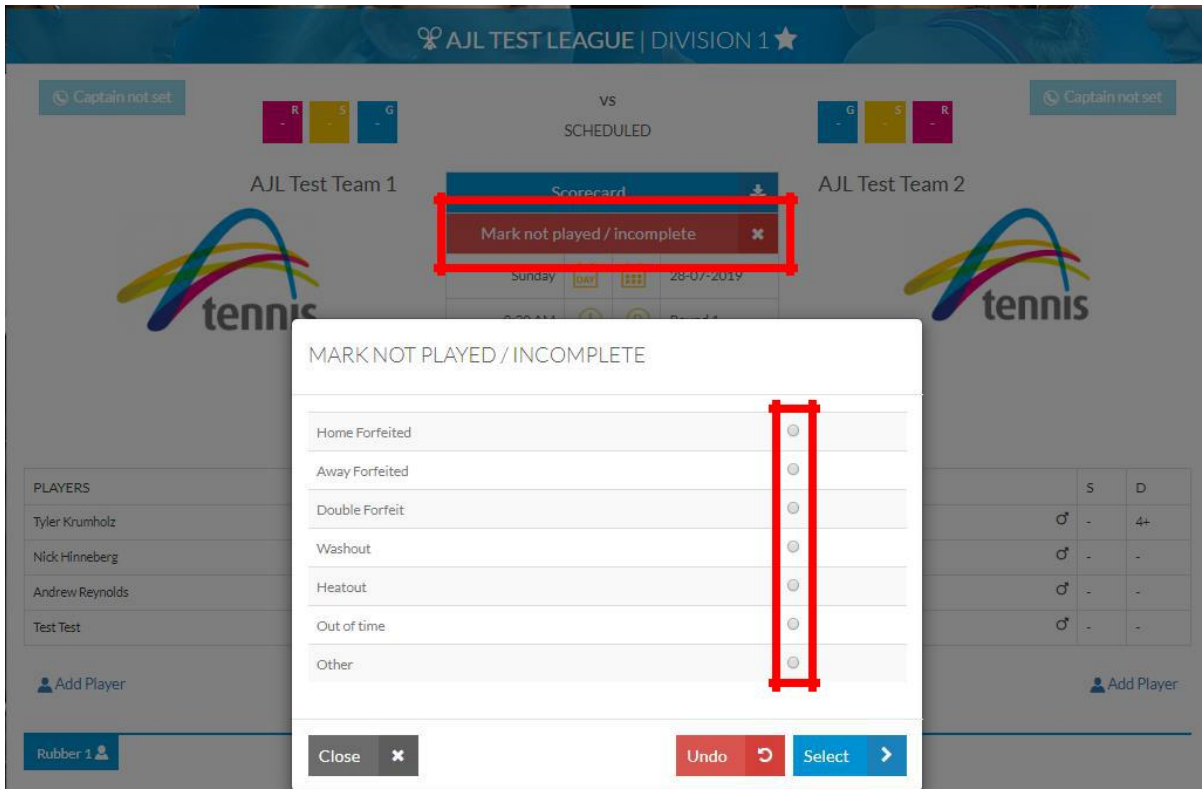 AJL TEST LEAGUE | DIVISION 1
Captain not set
R
-
S
-
G
-
VS
SCHEDULED
G
-
S
-
R
-
Captain not set
AJL Test Team 1
Scorecard
AJL Test Team 2
Mark not played / incomplete
Sunday DAY 28-07-2019
tennis
tennis
MARK NOT PLAYED / INCOMPLETE
Home Forfeited
Away Forfeited
Double Forfeit
Washout
Heatout
Out of time
Other
Close
Undo
Select
PLAYERS
Tyler Krumholz
Nick Hinneberg
Andrew Reynolds
Test Test
S D
- 4+
- -
- -
- -
Add Player
Add Player
Rubber 1